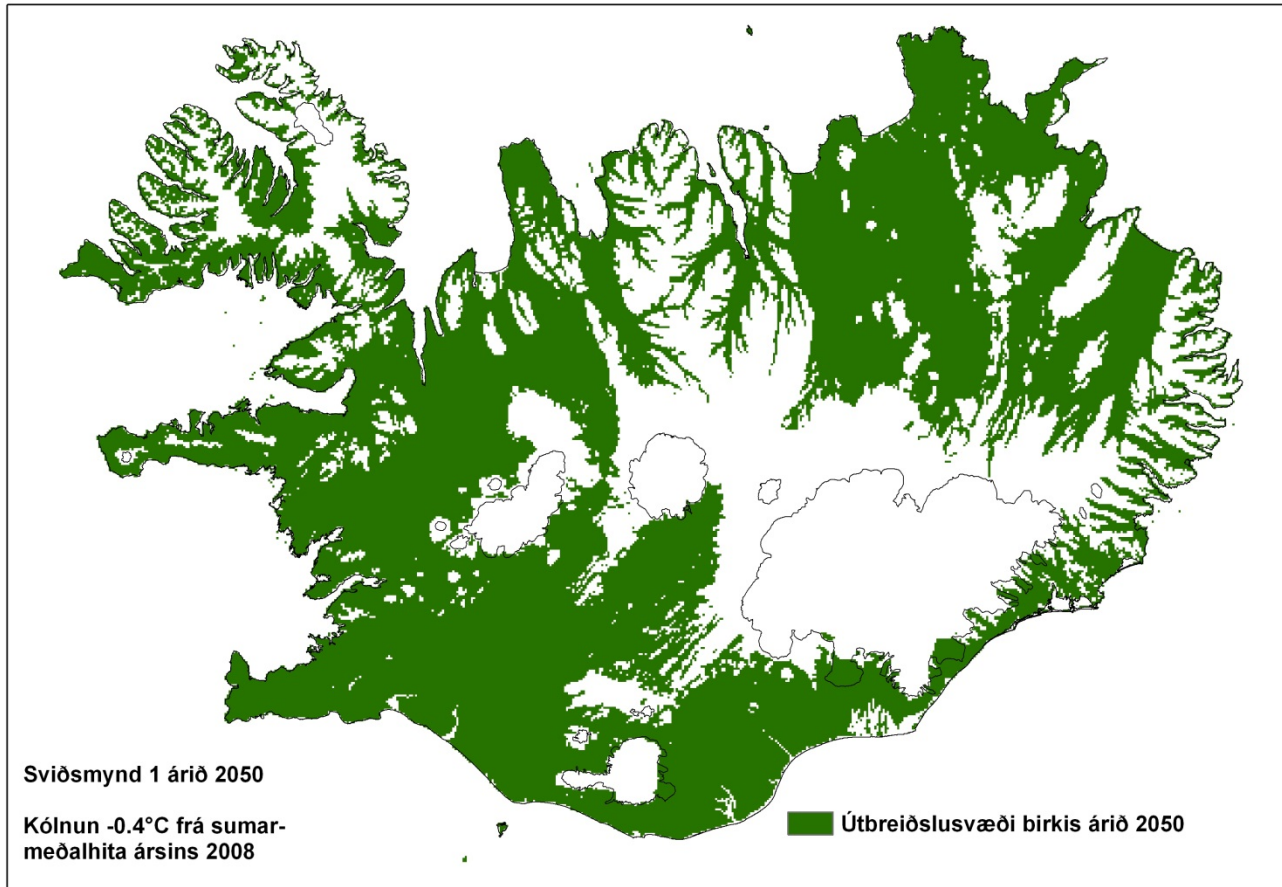 Sviðsmynd 1 árið 2050
Kólnun -0.4°C frá sumar-
meðalhita ársins 2008
Útbreiðslusvæði birkis árið 2050